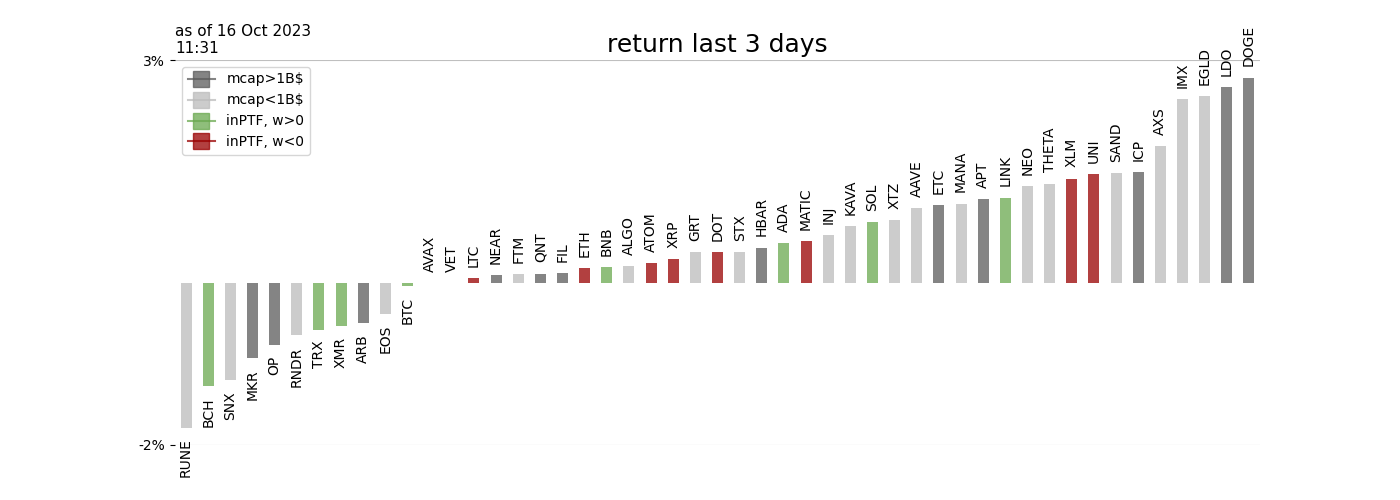 as of 16 Oct 2023
11:31
return last 3 days
3%
mcap>1B$
mcap<1B$
inPTF, w>0
inPTF, w<0
-2%
RUNE
BCH
SNX
MKR
OP
RNDR
TRX
XMR
ARB
EOS
BTC
AVAX
VET
LTC
NEAR
FTM
QNT
FIL
ETH
BNB
ALGO
ATOM
XRP
GRT
DOT
STX
HBAR
ADA
MATIC
INJ
KAVA
SOL
XTZ
AAVE
ETC
MANA
APT
LINK
NEO
THETA
XLM
UNI
SAND
ICP
AXS
IMX
EGLD
LDO
DOGE